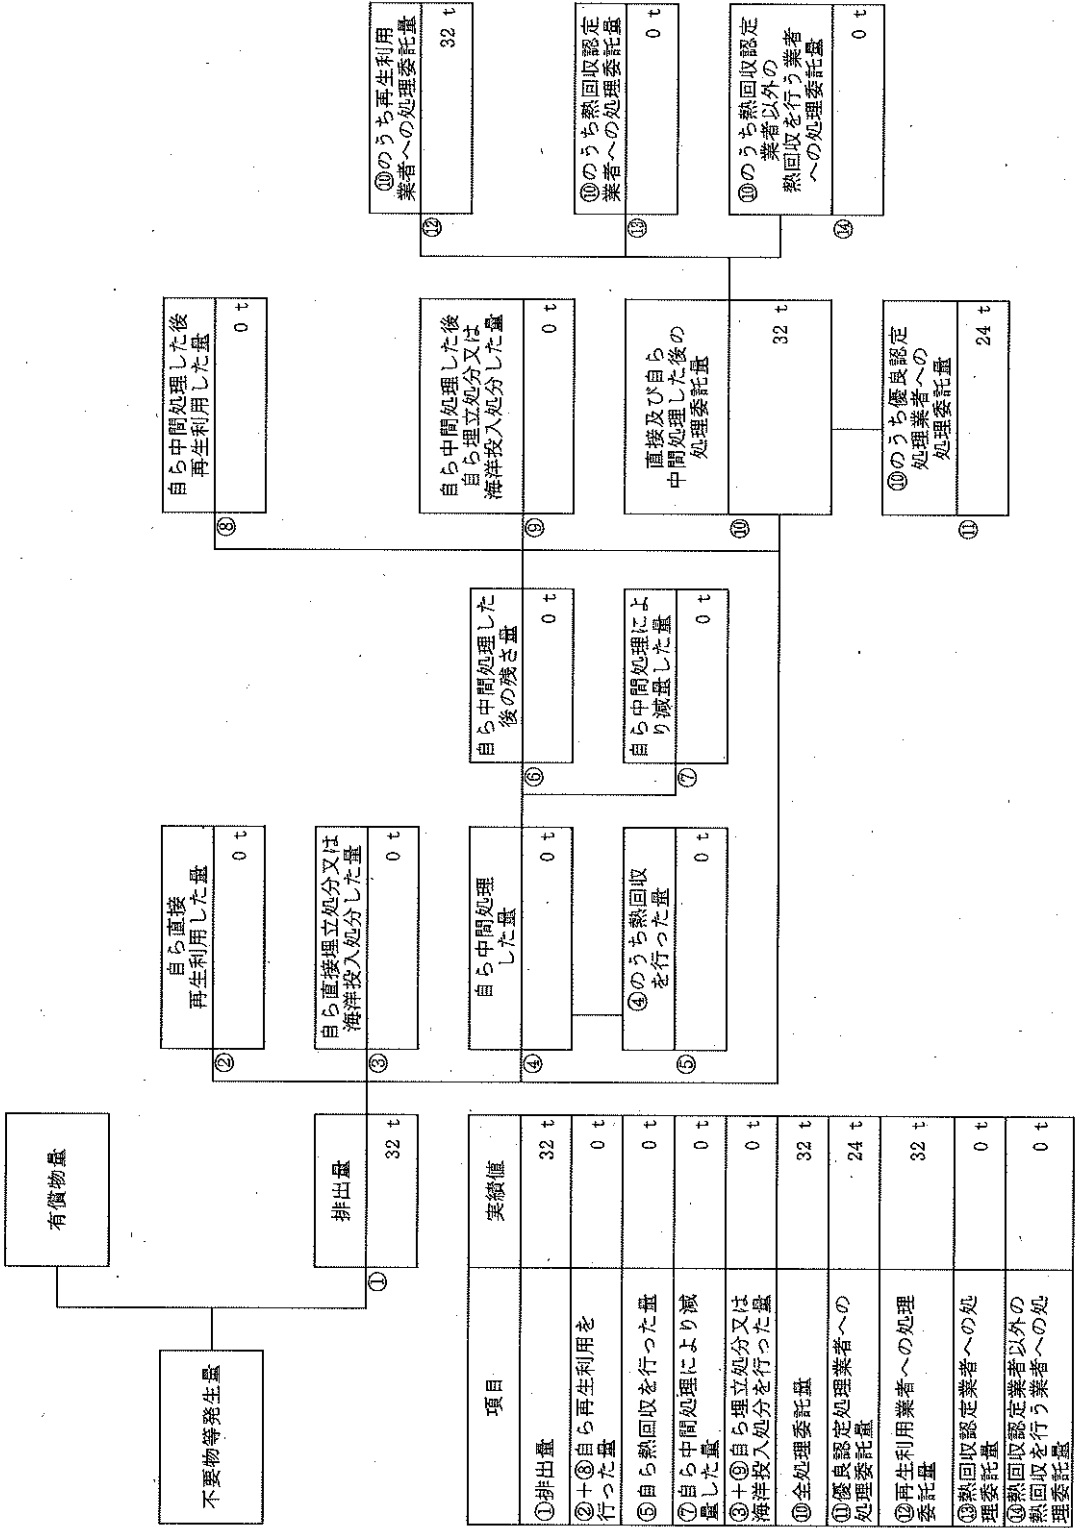 不要物等発生量
有償物量
排出量
①
32 t
自ら直接
再生利用した量
②
0 t
自ら直接埋立処分又は
海洋投入処分した量
③
0 t
自ら中間処理
した量
④
0 t
④のうち熱回収
を行った量
⑤
0 t
自ら中間処理した
後の残さ量
⑥
0 t
自ら中間処理によ
り減量した量
⑦
0 t
自ら中間処理した後
再生利用した量
⑧
0 t
自ら中間処理した後
自ら埋立処分又は
海洋投入処分した量
⑨
0 t
直接及び自ら
中間処理した後の
処理委託量
⑩
32 t
⑩のうち優良認定
処理業者への
処理委託量
⑪
24 t
⑩のうち再生利用
業者への処理委託量
⑫
32 t
⑩のうち熱回収認定
業者への処理委託量
⑬
0 t
⑩のうち熱回収認定
業者以外の
熱回収を行う業者
への処理委託量
⑭
0 t
項目 実績値
①排出量 32 t
②+⑧自ら再生利用を
行った量 0 t
⑤自ら熱回収を行った量 0 t
⑦自ら中間処理により減
量した量 0 t
③+⑨自ら埋立処分又は
海洋投入処分を行った量 0 t
⑩全処理委託量 32 t
⑪優良認定処理業者への
処理委託量 24 t
⑫再生利用業者への処理
委託量 32 t
⑬熱回収認定業者への処
理委託量 0 t
⑭熱回収認定業者以外の
熱回収を行う業者への処
理委託量 0 t